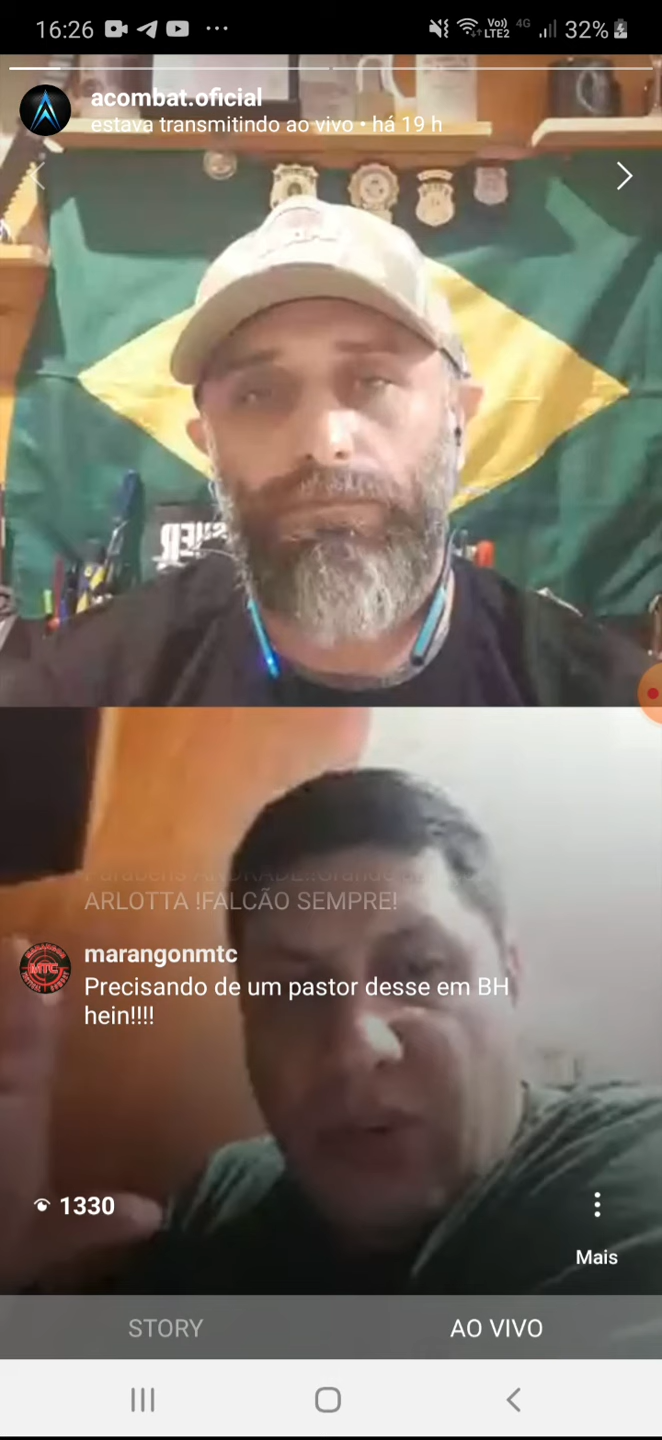 16:26
Vo))
LTE2
4G
32%
acombat.oficial
estava transmitindo ao vivo • há 19 h
ARLOTTA !FALCÃO SEMPRE!
marangonmtc
MTC
Precisando de um pastor desse em BH
hein!!!!
1330
Mais
STORY
AO VIVO